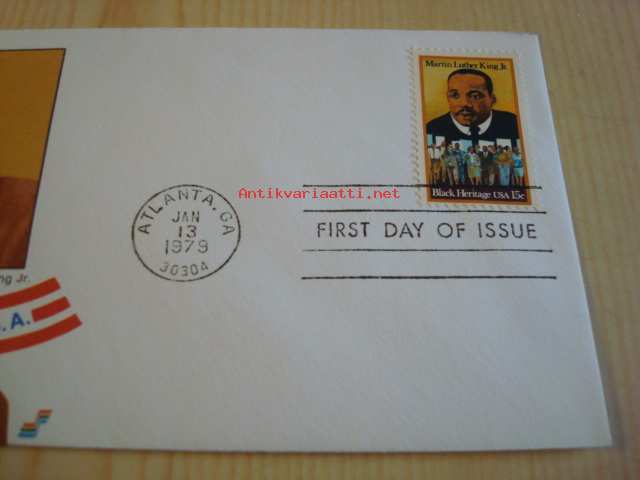 Martin Luther King Jr.
Black Heritage USA 15c
Antikvariaatti.net
ATLANTA, GA
JAN
13
1979
30304
FIRST DAY OF ISSUE
ng Jr.
. A.